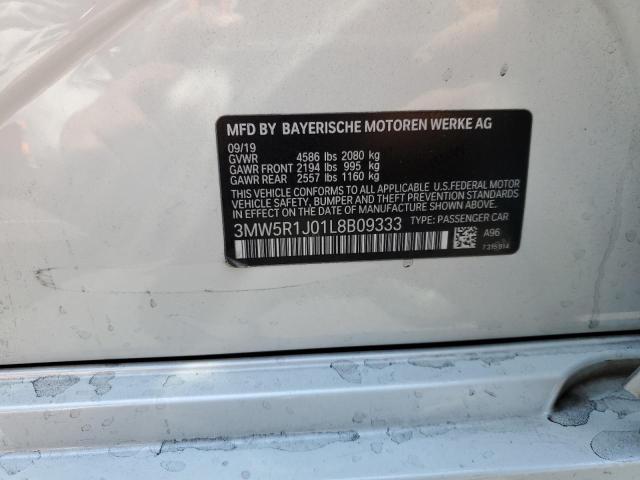 MFD BY BAYERISCHE MOTOREN WERKE AG
09/19
GVWR 4586 lbs 2080 kg
GAWR FRONT 2194 lbs 995 kg
GAWR REAR 2557 lbs 1160 kg
THIS VEHICLE CONFORMS TO ALL APPLICABLE U.S.FEDERAL MOTOR
VEHICLE SAFETY, BUMPER, AND THEFT PREVENTION STANDARDS
IN EFFECT ON THE DATE OF MANUFACTURE SHOWN ABOVE.
3MW5R1J01L8B09333 TYPE: PASSENGER CAR
A96